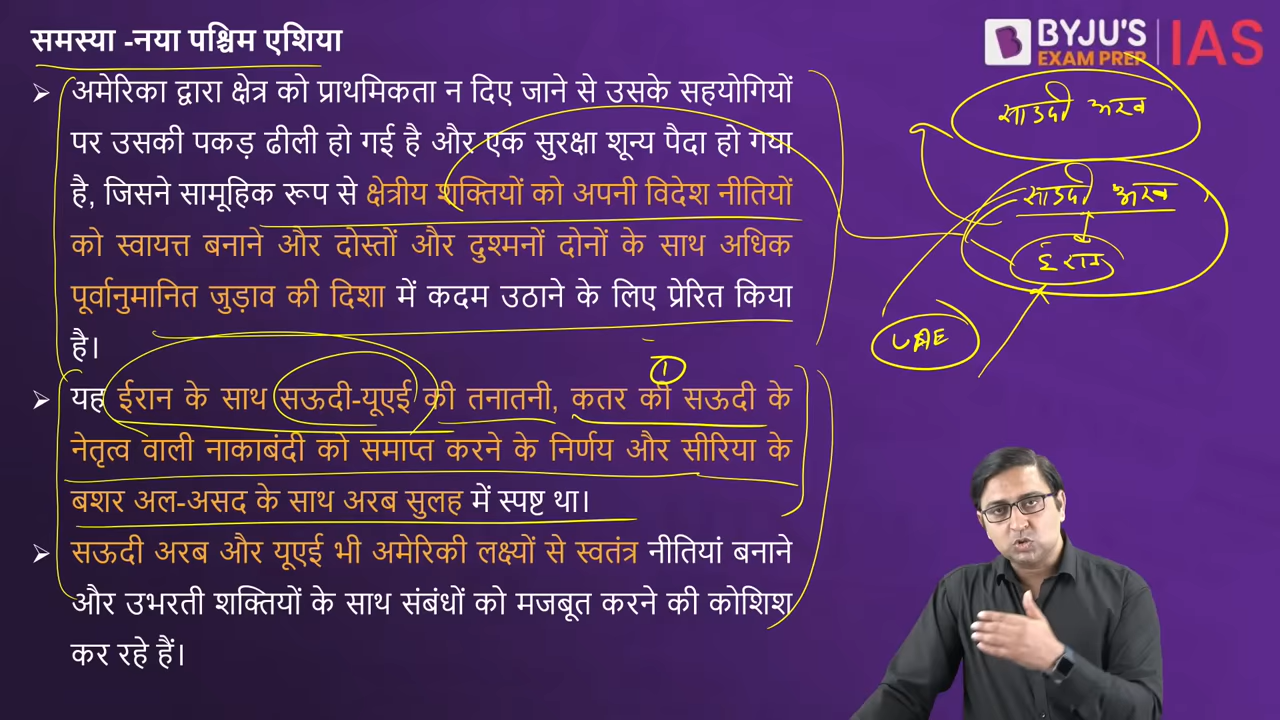 समस्या -नया पश्चिम एशिया
BYJU'S
EXAM PREP
IAS
➢ अमेरिका द्वारा क्षेत्र को प्राथमिकता न दिए जाने से उसके सहयोगियों
पर उसकी पकड़ ढीली हो गई है और एक सुरक्षा शून्य पैदा हो गया
है, जिसने सामूहिक रूप से क्षेत्रीय शक्तियों को अपनी विदेश नीतियों
को स्वायत्त बनाने और दोस्तों और दुश्मनों दोनों के साथ अधिक
पूर्वानुमानित जुड़ाव की दिशा में कदम उठाने के लिए प्रेरित किया
है।
➢ यह ईरान के साथ सऊदी-यूएई की तनातनी, कतर की सऊदी के
नेतृत्व वाली नाकाबंदी को समाप्त करने के निर्णय और सीरिया के
बशर अल-असद के साथ अरब सुलह में स्पष्ट था।
➢ सऊदी अरब और यूएई भी अमेरिकी लक्ष्यों से स्वतंत्र नीतियां बनाने
और उभरती शक्तियों के साथ संबंधों को मजबूत करने की कोशिश
कर रहे हैं।
साउदी अरब
साउदी अरब
ईरान
UAE
1